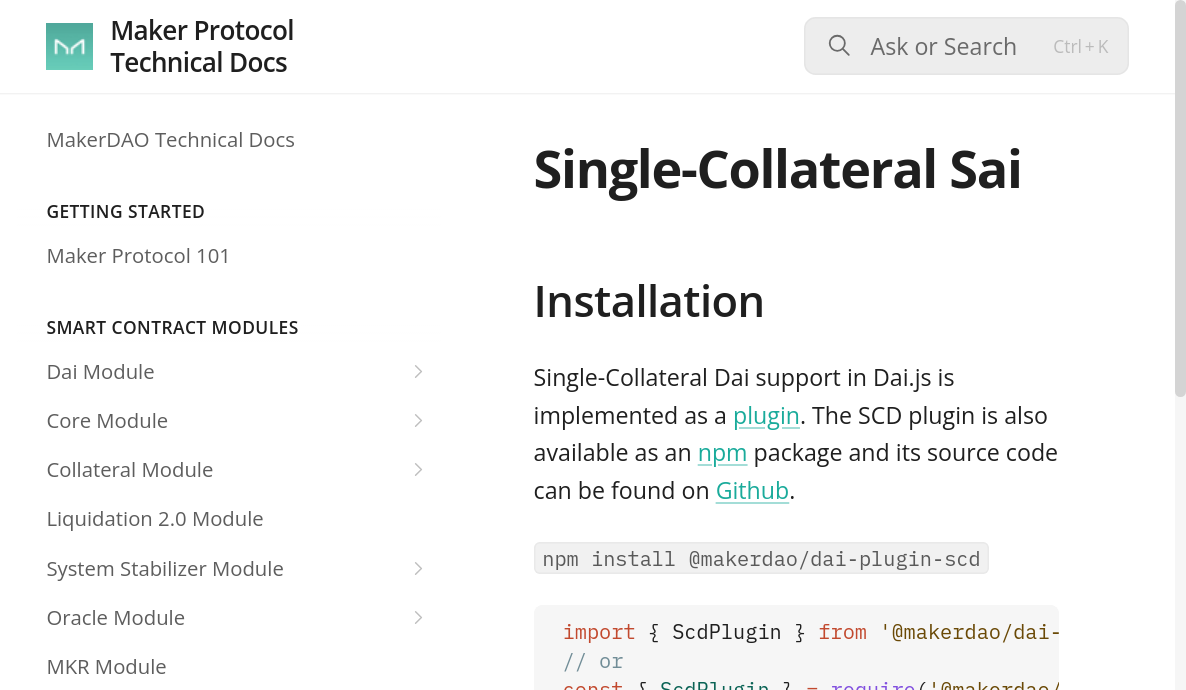 Maker Protocol
Technical Docs
Ask or Search
Ctrl + K
MakerDAO Technical Docs
GETTING STARTED
Maker Protocol 101
SMART CONTRACT MODULES
Dai Module
Core Module
Collateral Module
Liquidation 2.0 Module
System Stabilizer Module
Oracle Module
MKR Module
Single-Collateral Sai
Installation
Single-Collateral Dai support in Dai.js is
implemented as a plugin. The SCD plugin is also
available as an npm package and its source code
can be found on Github.
npm install @makerdao/dai-plugin-scd
import { ScdPlugin } from '@makerdao/dai-
// or
const { ScdPlugin } = require('@makerdao/